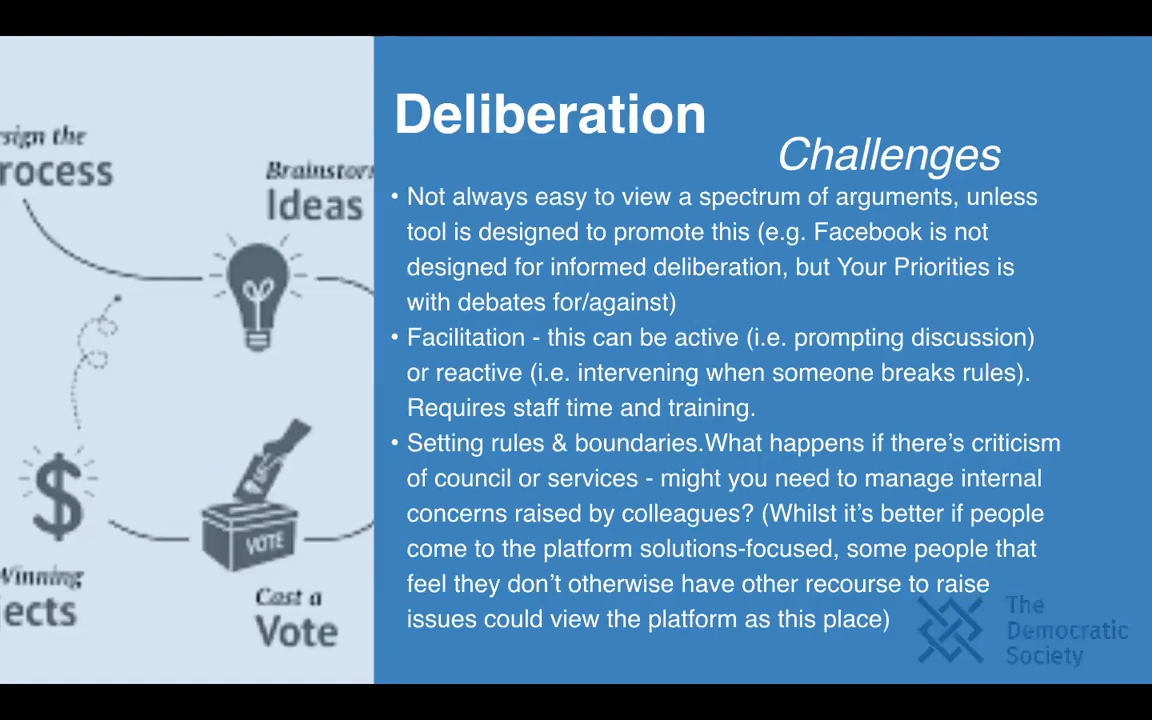 sign the
rocess
Brainstorm
Ideas
Winning
jects
VOTE
Cast a
Vote
Deliberation
Challenges
• Not always easy to view a spectrum of arguments, unless
tool is designed to promote this (e.g. Facebook is not
designed for informed deliberation, but Your Priorities is
with debates for/against)
• Facilitation - this can be active (i.e. prompting discussion)
or reactive (i.e. intervening when someone breaks rules).
Requires staff time and training.
• Setting rules & boundaries.What happens if there’s criticism
of council or services - might you need to manage internal
concerns raised by colleagues? (Whilst it’s better if people
come to the platform solutions-focused, some people that
feel they don’t otherwise have other recourse to raise
issues could view the platform as this place)
The
Democratic
Society